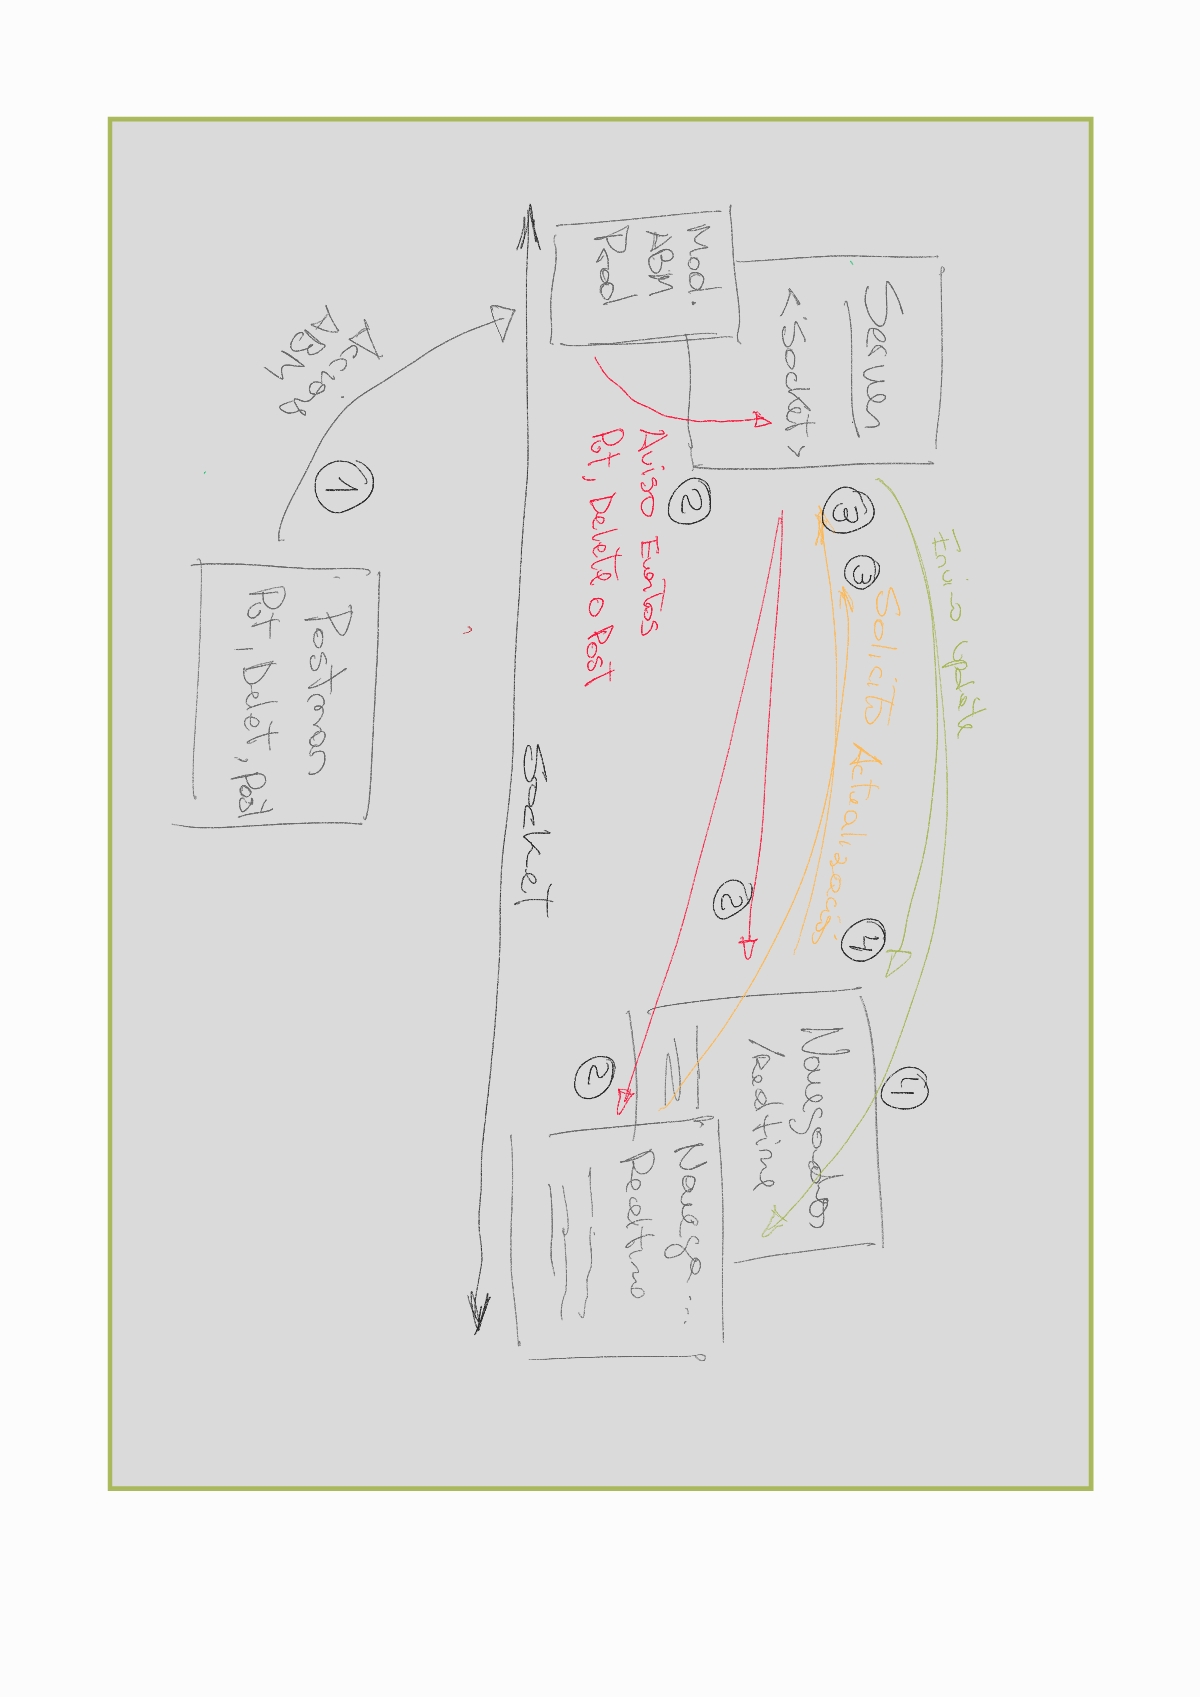 Envio update
4
Server
3
3
Solicito Actualización
4
<Socket>
Navegador
/Realtime
2
Mod.
ABM
Prod
2
Aviso Eventos
Put, Delete o Post
Navega...
Realtime
2
Socket
Acciones
ABM
1
Postman
Put, Delet, Post